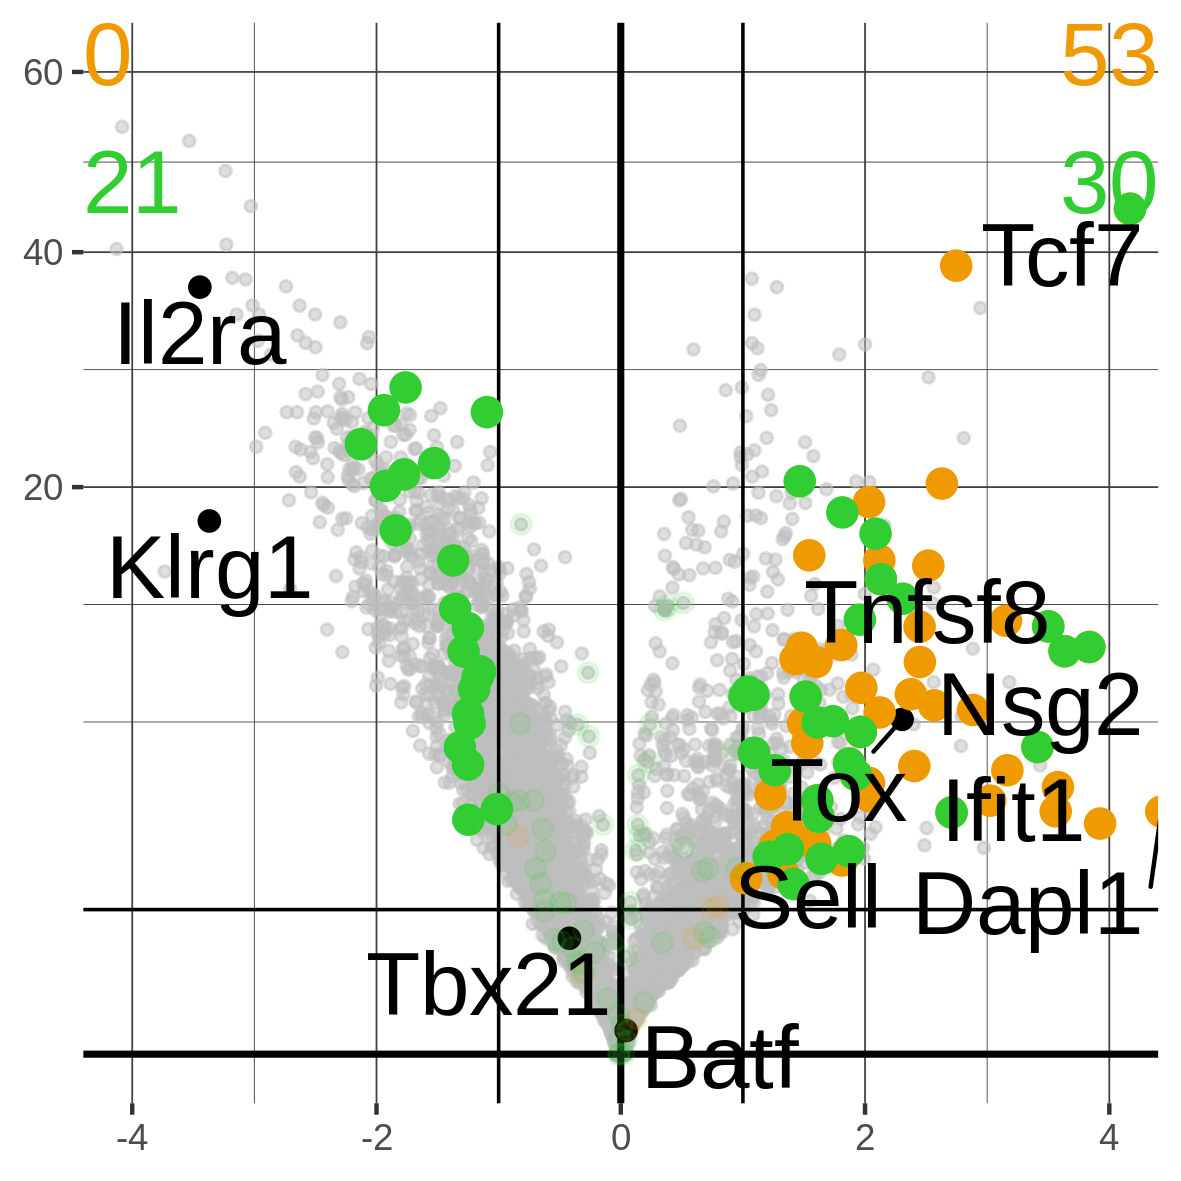 0 53
60
21 30
Tcf7
40
Il2ra
20
Klrg1
Tnfsf8
Nsg2
Tox Ifit1
Sell Dapl1
Tbx21
Batf
-4 -2 0 2 4